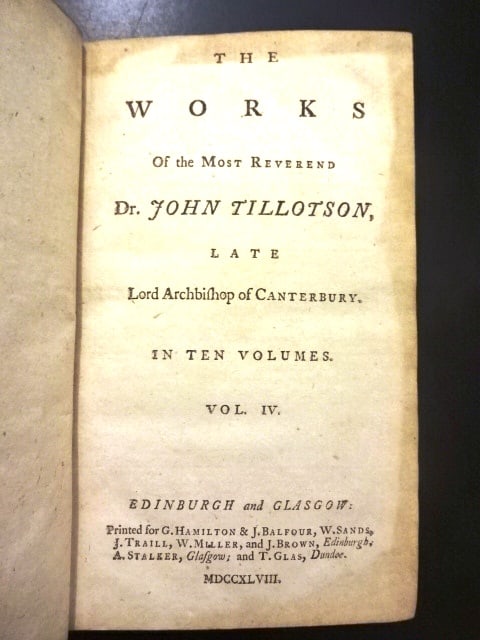 THE
WORKS
Of the MOST REVEREND
Dr. JOHN TILLOTSON,
LATE
Lord Archbiſhop of CANTERBURY.
IN TEN VOLUMES.
VOL. IV.
EDINBURGH and GLASGOW:
Printed for G. HAMILTON & J. BALFOUR, W. SANDS,
J. TRAILL, W. MILLER, and J. BROWN, Edinburgh;
A. STALKER, Glaſgow; and T. GLAS, Dundee.
MDCCXLVIII.